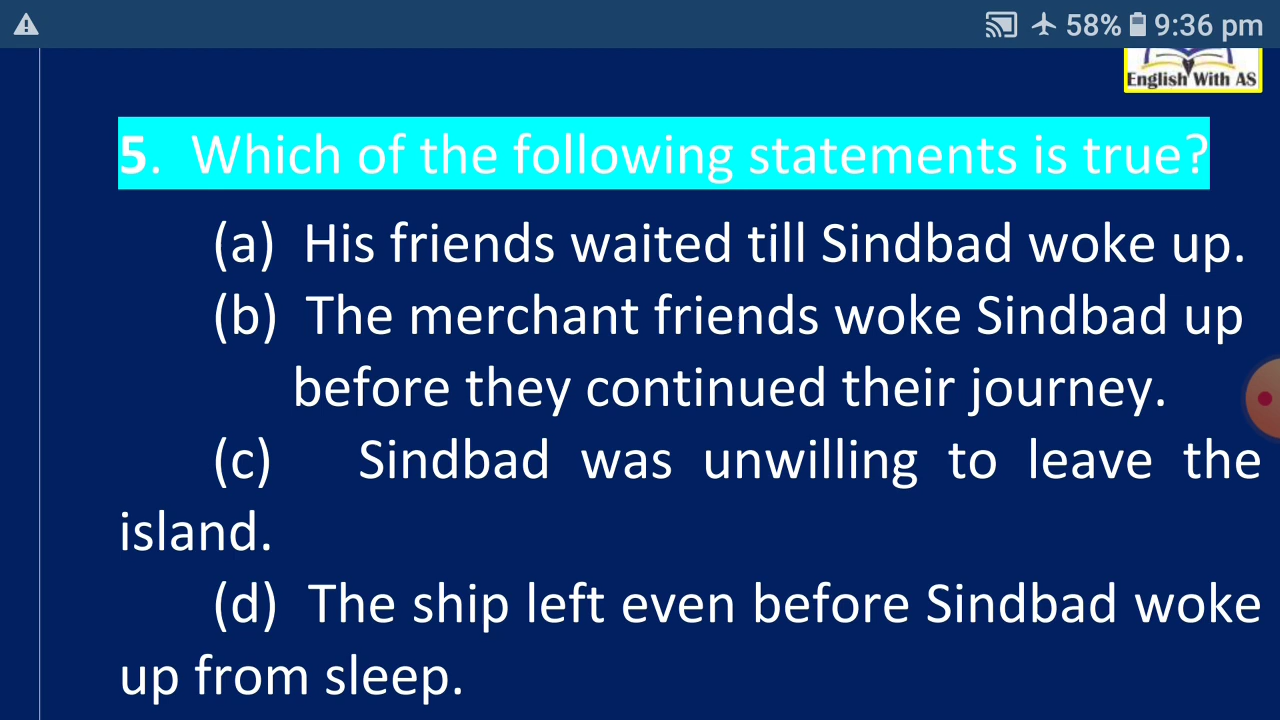 58% 9:36 pm
English With AS
5. Which of the following statements is true?
(a) His friends waited till Sindbad woke up.
(b) The merchant friends woke Sindbad up
before they continued their journey.
(c) Sindbad was unwilling to leave the
island.
(d) The ship left even before Sindbad woke
up from sleep.